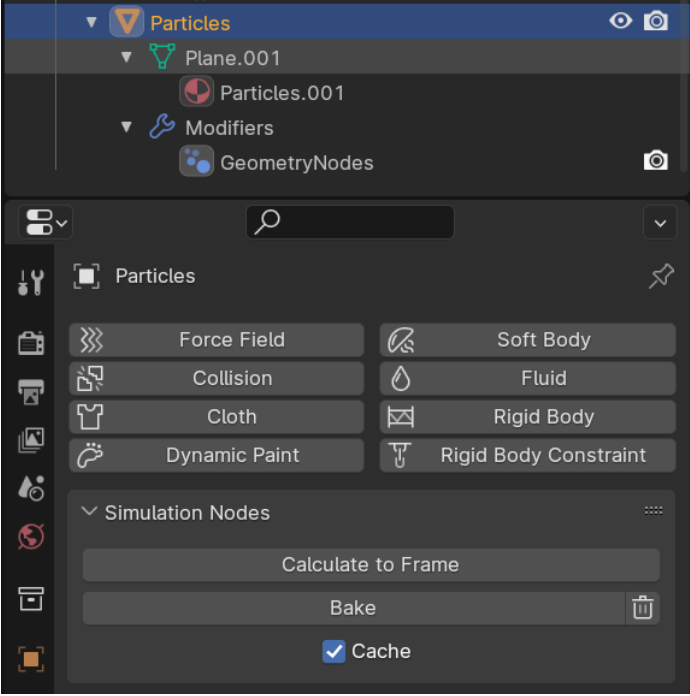 Particles
Plane.001
Particles.001
Modifiers
GeometryNodes
Particles
Force Field Soft Body
Collision Fluid
Cloth Rigid Body
Dynamic Paint Rigid Body Constraint
Simulation Nodes
Calculate to Frame
Bake
Cache